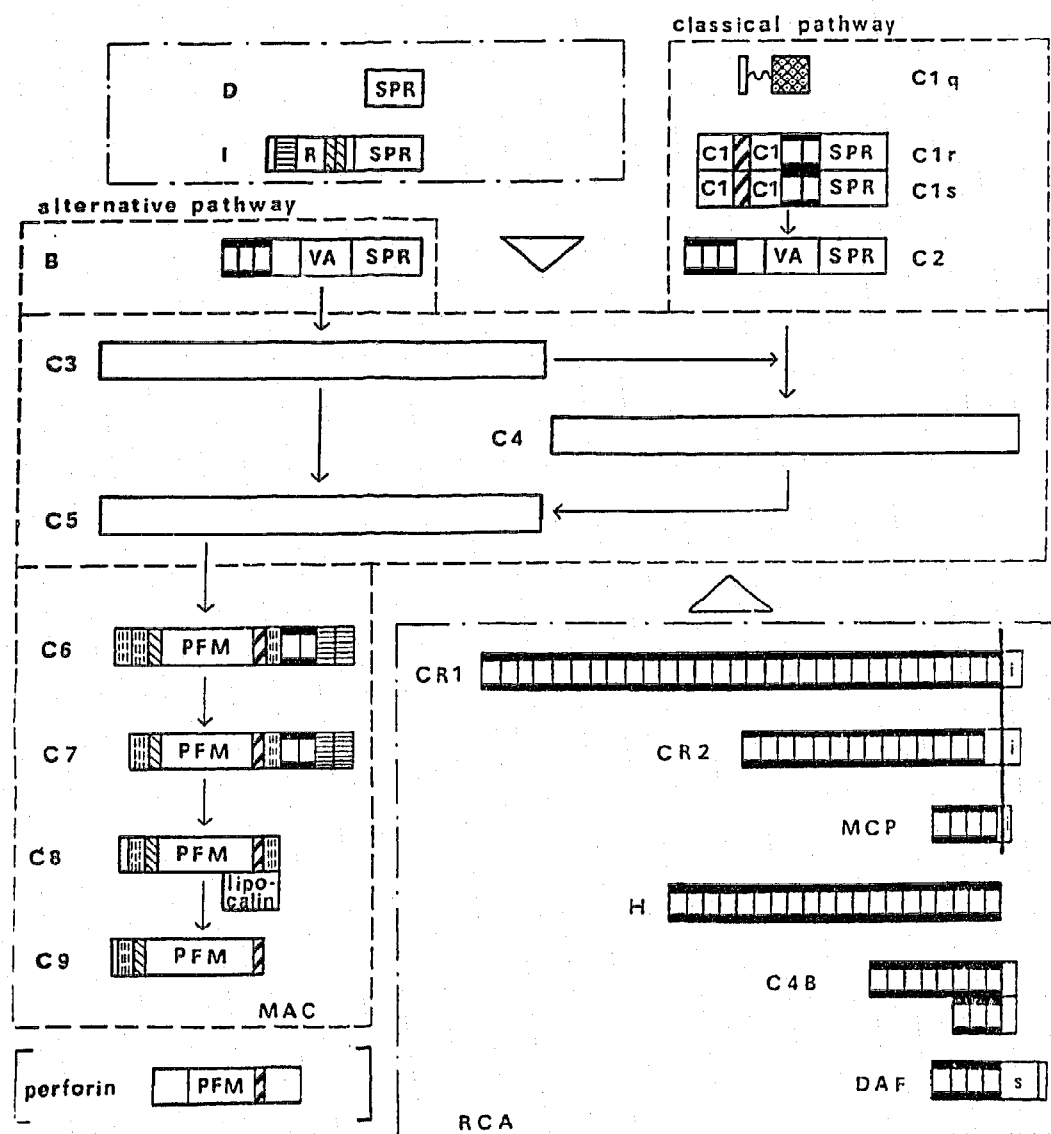 classical pathway
D SPR
C1q
I R SPR
C1 C1 SPR C1r
C1 C1 SPR C1s
alternative pathway
B VA SPR
VA SPR C2
C3
C4
C5
C6 PFM
CR1 i
C7 PFM
CR2 i
C8 PFM
MCP i
lipo-
calin
H
C9 PFM
C4B
MAC
perforin PFM
DAF s
RCA